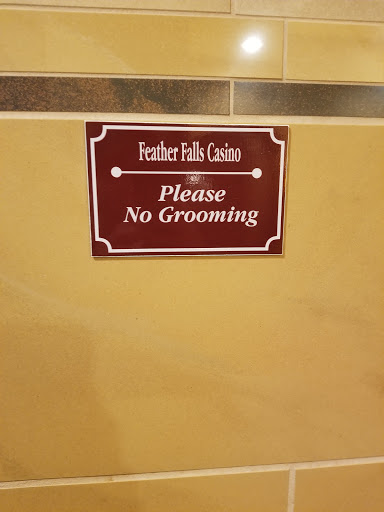 Feather Falls Casino
Please
No Grooming